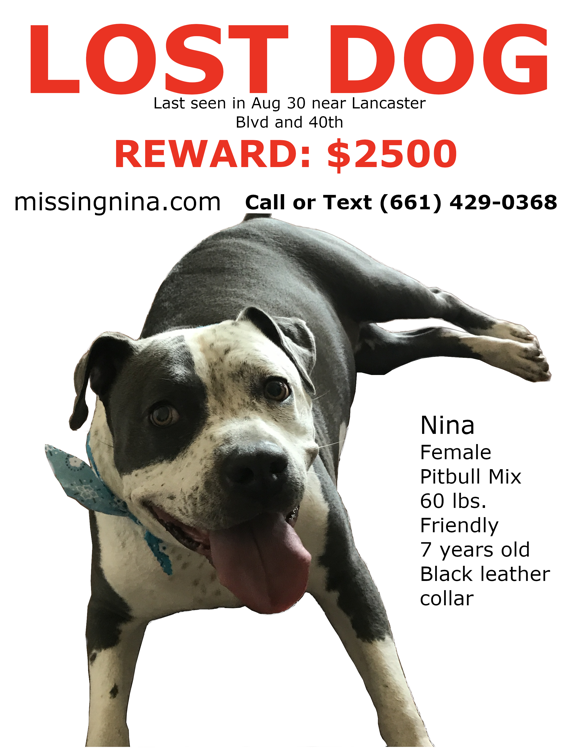 LOST DOG
Last seen in Aug 30 near Lancaster
Blvd and 40th
REWARD: $2500
missingnina.com Call or Text (661) 429-0368
Nina
Female
Pitbull Mix
60 lbs.
Friendly
7 years old
Black leather
collar